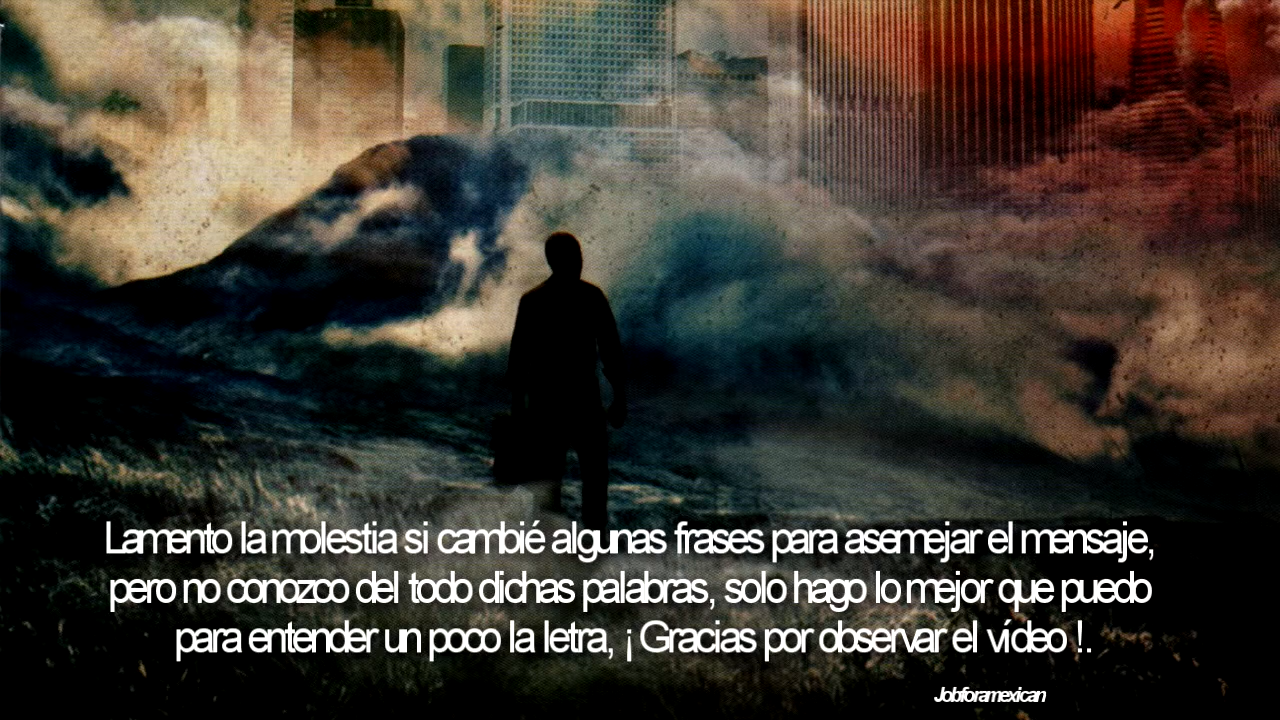 Lamento la molestia si cambié algunas frases para asemejar el mensaje,
pero no conozco del todo dichas palabras, solo hago lo mejor que puedo
para entender un poco la letra, ¡ Gracias por observar el vídeo !.
Jobforamexican